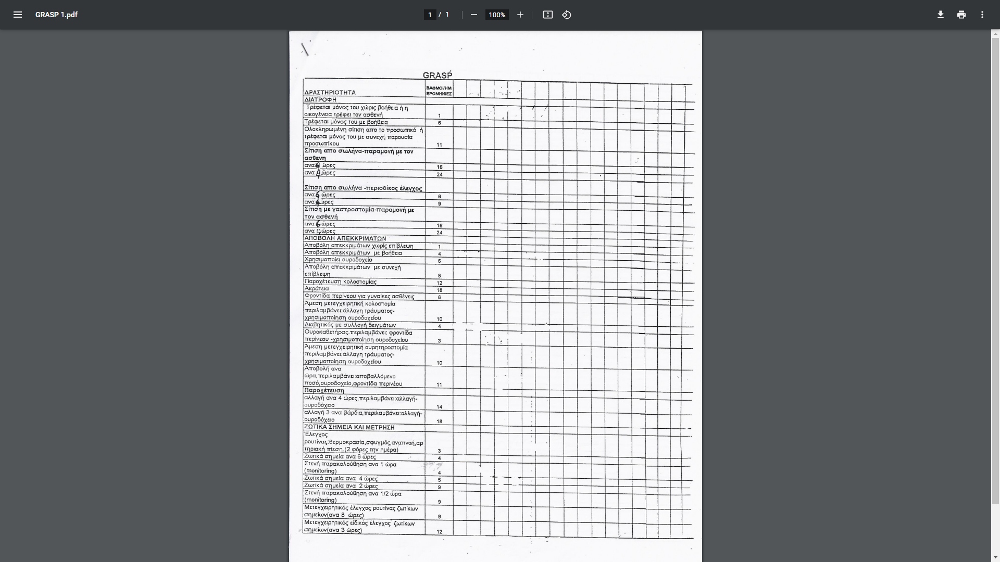 GRASP 1.pdf
1 / 1
100%
GRASP
ΔΡΑΣΤΗΡΙΟΤΗΤΑ
ΒΑΘΜΟΙ/ΗΜ
ΕΡΟΜΗΝΙΕΣ
ΔΙΑΤΡΟΦΗ
Τρέφεται μόνος του χώρις βοήθεια ή η
οικογένεια τρέφει τον ασθενή 1
Τρέφεται μόνος του με βοήθεια 6
Ολοκληρωμένη σίτιση απο το προσωπικό ή
τρέφεται μόνος του με συνεχή παρουσία
προσωπίκου 11
Σίτιση απο σωλήνα-παραμονή με τον
ασθενη
ανα ώρες 16
ανα 4 ώρες 24
Σίτιση απο σωλήνα -περιοδίκος έλεγχος
ανα 6 ώρες 6
ανα ώρες 9
Σίτιση με γαστροστομία-παραμονή με
τον ασθενή
ανα 6 ώρες 16
ανα 4 ώρες 24
ΑΠΟΒΟΛΗ ΑΠΕΚΚΡΙΜΑΤΩΝ
Αποβόλη απεκκριμάτων χωρίς επίβλεψη 1
Αποβόλη απεκκριμάτων με βοήθεια 4
Χρησιμοποίει ουροδοχείο 6
Αποβόλη απεκκριμάτων με συνεχή
επίβλεψη 8
Παροχέτευση κολοστομίας 12
Ακράτεια 18
Φροντίδα περίνεου για γυναίκες ασθένεις 6
Άμεση μετεγχειρητική κολοστομία
περιλαμβάνει:άλλαγη τράυματος-
χρησιμοποίηση ουροδοχείου 10
Διαβητικός με συλλογή δειγμάτων 4
Ουροκαθετήρας.περιλαμβάνει: φροντίδα
περίνεου -χρησιμοποίηση ουροδοχείου 3
Άμεση μετεγχειρητική ουρητηροστομία
περιλαμβάνει:άλλαγη τράυματος-
χρησιμοποίηση ουροδοχείου 10
Αποβολή ανα
ώρα,περιλαμβάνει:αποβαλλόμενο
ποσό,ουροδοχείο,φροντίδα περινέου 11
Παροχέτευση
αλλαγή ανα 4 ώρες,περιλαμβάνει:αλλαγή-
ουροδόχειο 14
αλλαγή 3 ανα βάρδια,περιλαμβάνει:αλλαγή-
ουροδόχειο 18
ΖΩΤΙΚΑ ΣΗΜΕΙΑ ΚΑΙ ΜΕΤΡΗΣΗ
Έλεγχος
ρουτίνας:θερμοκρασία,σφυγμός,αναπνοή,αρ
τηριακή πίεση.(2 φόρες την ημέρα) 3
Ζωτικά σημεία ανα 6 ώρες 4
Στενή παρακολούθηση ανα 1 ώρα
(monitoring) 4
Ζωτικά σημεία ανα 4 ώρες 5
Ζωτικά σημεία ανα 2 ώρες 9
Στενή παρακολούθηση ανα 1/2 ώρα
(monitoring) 9
Μετεγχειρητικός έλεγχος ρουτίνας ζωτίκων
σημείων(ανα 8 ώρες) 9
Μετεγχειρητικός είδικός έλεγχος ζωτίκων
σημείων(ανα 3 ώρες) 12